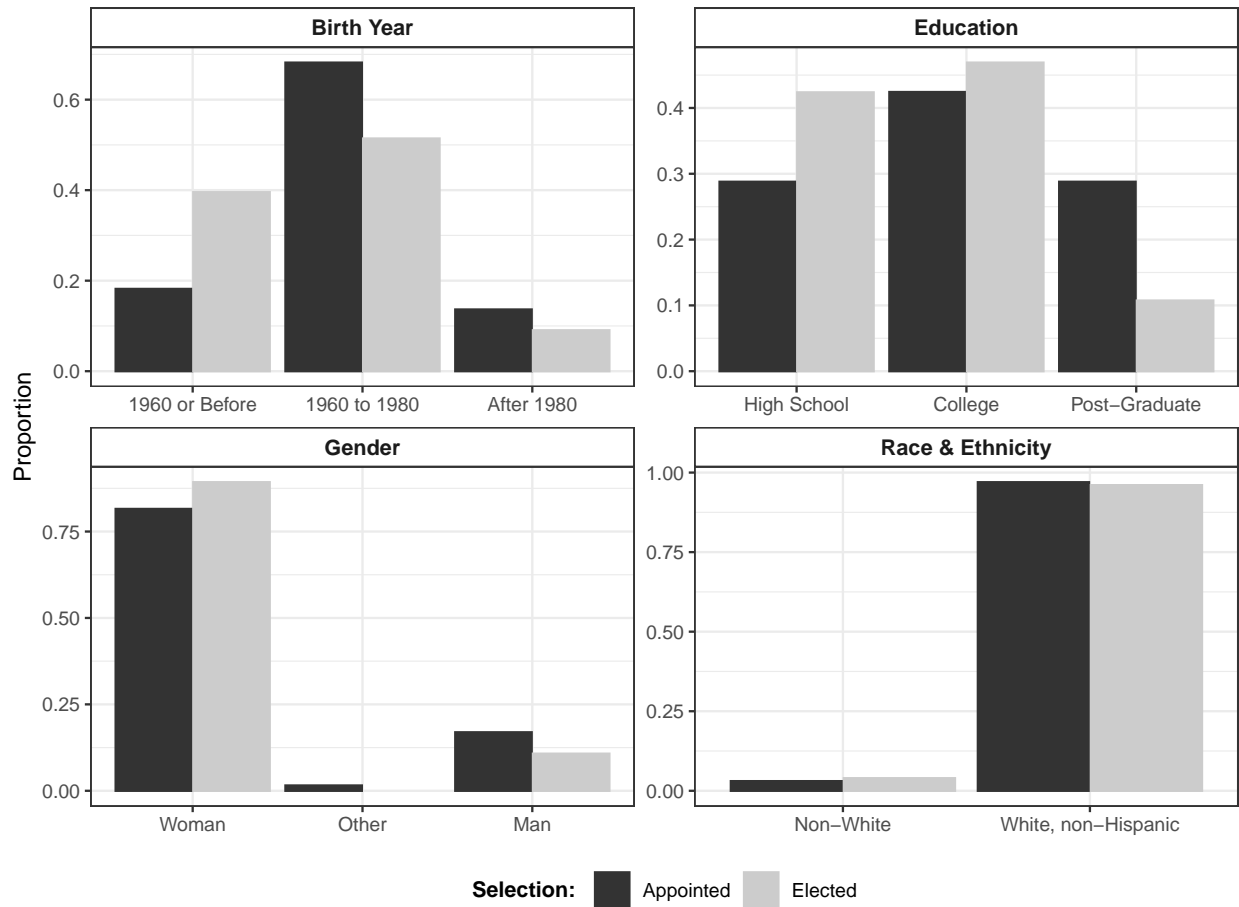 Birth Year
Education
0.6
0.4
0.2
0.0
0.4
0.3
0.2
0.1
0.0
1960 or Before 1960 to 1980 After 1980
High School College Post−Graduate
Proportion
Gender
Race & Ethnicity
0.75
0.50
0.25
0.00
1.00
0.75
0.50
0.25
0.00
Woman Other Man
Non−White White, non−Hispanic
Selection: Appointed Elected